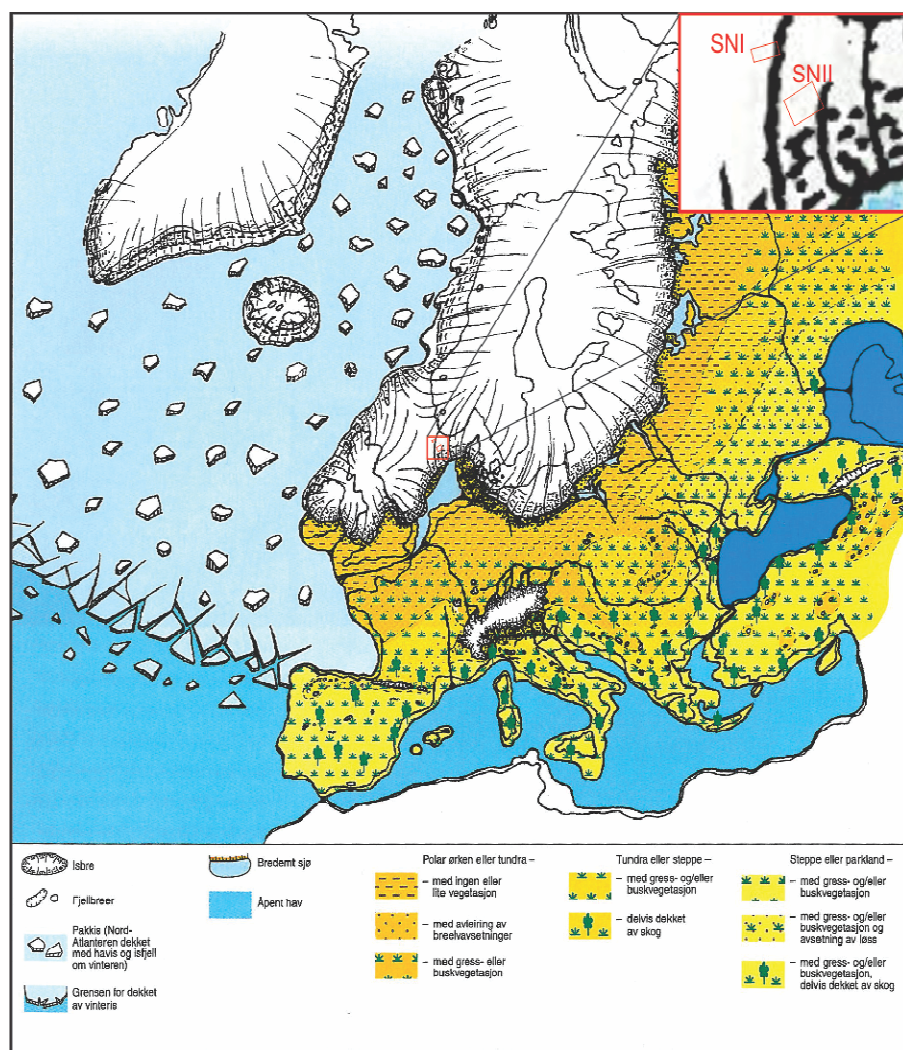 SNI
SNII
Isbre
Fjellbreer
Pakkis (Nord-
Atlanteren dekket
med havis og isfjell
om vinteren)
Grensen for dekket
av vinteris
Bredemt sjø
Åpent hav
Polar ørken eller tundra –
– med ingen eller
lite vegetasjon
– med avleiring av
breelvavsetninger
– med gress- eller
buskvegetasjon
Tundra eller steppe –
– med gress- og/eller
buskvegetasjon
– delvis dekket
av skog
Steppe eller parkland –
– med gress- og/eller
buskvegetasjon
– med gress- og/eller
buskvegetasjon og
avsetning av løss
– med gress- og/eller
buskvegetasjon,
delvis dekket av skog